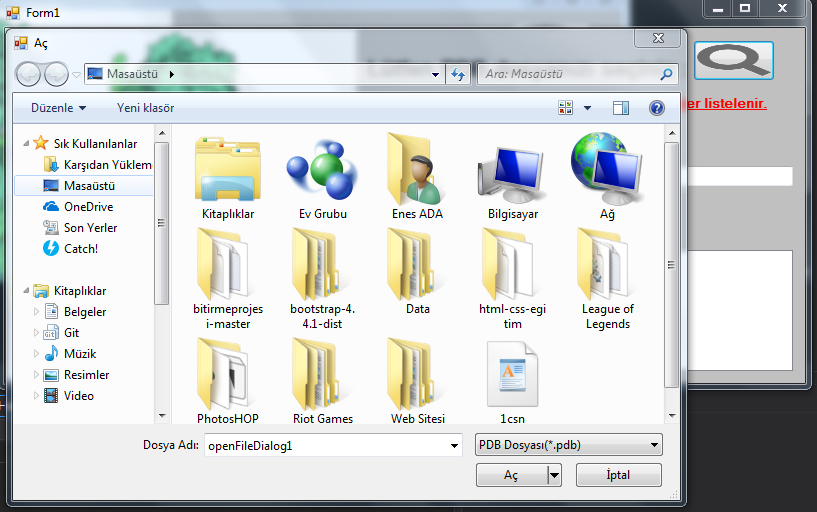 Form1
Aç
Masaüstü
Ara: Masaüstü
Düzenle
Yeni klasör
er listelenir.
Sık Kullanılanlar
Karşıdan Yüklem
Masaüstü
OneDrive
Son Yerler
Catch!
Kitaplıklar
Belgeler
Git
Müzik
Resimler
Video
Kitaplıklar
Ev Grubu
Enes ADA
Bilgisayar
Ağ
bitirmeprojes
i-master
bootstrap-4.
4.1-dist
Data
html-css-egi
tim
League of
Legends
PhotosHOP
Riot Games
Web Sitesi
1csn
Dosya Adı:
openFileDialog1
PDB Dosyası(*.pdb)
Aç
İptal